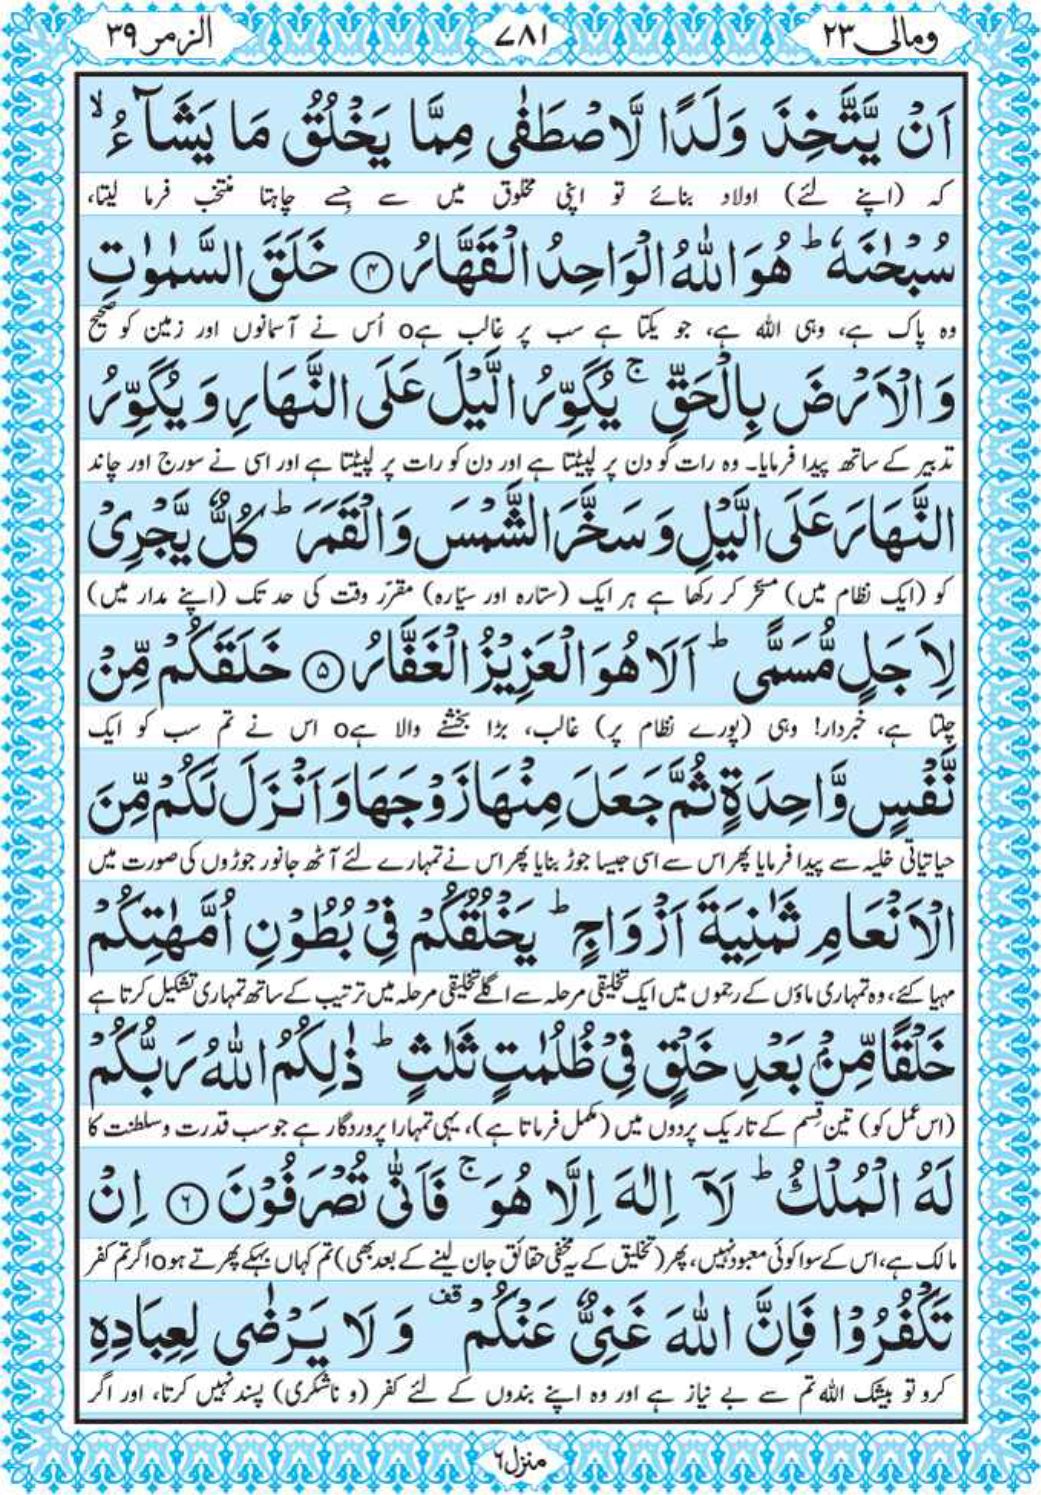 الزمر ۳۹ ۷۸۱ ومالی ۲۳
اَنْ يَّتَّخِذَ وَلَدًا لَّاصْطَفٰى مِمَّا يَخْلُقُ مَا يَشَآءُ ۙ
کہ (اپنے لئے) اولاد بنائے تو اپنی مخلوق میں سے جسے چاہتا منتخب فرما لیتا،
سُبْحٰنَهٗ ؕ هُوَ اللّٰهُ الْوَاحِدُ الْقَهَّارُ ۴ خَلَقَ السَّمٰوٰتِ
وہ پاک ہے، وہی اللہ ہے، جو یکتا ہے سب پر غالب ہےo اُس نے آسمانوں اور زمین کو صحیح
وَ الْاَرْضَ بِالْحَقِّ ۚ يُكَوِّرُ الَّيْلَ عَلَى النَّهَارِ وَ يُكَوِّرُ
تدبیر کے ساتھ پیدا فرمایا۔ وہ رات کو دن پر لپیٹتا ہے اور دن کو رات پر لپیٹتا ہے اور اسی نے سورج اور چاند
النَّهَارَ عَلَى الَّيْلِ وَ سَخَّرَ الشَّمْسَ وَ الْقَمَرَ ؕ كُلٌّ يَّجْرِىْ
کو (ایک نظام میں) مسخّر کر رکھا ہے ہر ایک (ستارہ اور سیّارہ) مقرّر وقت کی حد تک (اپنے مدار میں)
لِاَجَلٍ مُّسَمًّى ؕ اَلَا هُوَ الْعَزِيْزُ الْغَفَّارُ ۵ خَلَقَكُمْ مِّنْ
چلتا ہے، خبردار! وہی (پورے نظام پر) غالب، بڑا بخشنے والا ہےo اس نے تم سب کو ایک
نَّفْسٍ وَّاحِدَةٍ ثُمَّ جَعَلَ مِنْهَا زَوْجَهَا وَ اَنْزَلَ لَكُمْ مِّنَ
حیاتیاتی خلیہ سے پیدا فرمایا پھر اس سے اسی جیسا جوڑ بنایا پھر اس نے تمہارے لئے آٹھ جانور جوڑوں کی صورت میں
الْاَنْعَامِ ثَمٰنِيَةَ اَزْوَاجٍ ؕ يَخْلُقُكُمْ فِىْ بُطُوْنِ اُمَّهٰتِكُمْ
مہیا کئے، وہ تمہاری ماؤں کے رحموں میں ایک تخلیقی مرحلہ سے اگلے تخلیقی مرحلہ میں ترتیب کے ساتھ تمہاری تشکیل کرتا ہے
خَلْقًا مِّنْۢ بَعْدِ خَلْقٍ فِىْ ظُلُمٰتٍ ثَلٰثٍ ؕ ذٰلِكُمُ اللّٰهُ رَبُّكُمْ
(اس عمل کو) تین قِسم کے تاریک پردوں میں (مکمل فرماتا ہے)، یہی تمہارا پروردگار ہے جو سب قدرت و سلطنت کا
لَهُ الْمُلْكُ ؕ لَاۤ اِلٰهَ اِلَّا هُوَ ۚ فَاَنّٰى تُصْرَفُوْنَ ۶ اِنْ
مالک ہے، اس کے سوا کوئی معبود نہیں، پھر (تخلیق کے یہ مخفی حقائق جان لینے کے بعد بھی) تم کہاں بہکے پھرتے ہوo اگر تم کفر
تَكْفُرُوْا فَاِنَّ اللّٰهَ غَنِىٌّ عَنْكُمْ قف وَ لَا يَرْضٰى لِعِبَادِهِ
کرو تو بیشک اللہ تم سے بے نیاز ہے اور وہ اپنے بندوں کے لئے کفر (و ناشکری) پسند نہیں کرتا، اور اگر
منزل ۶